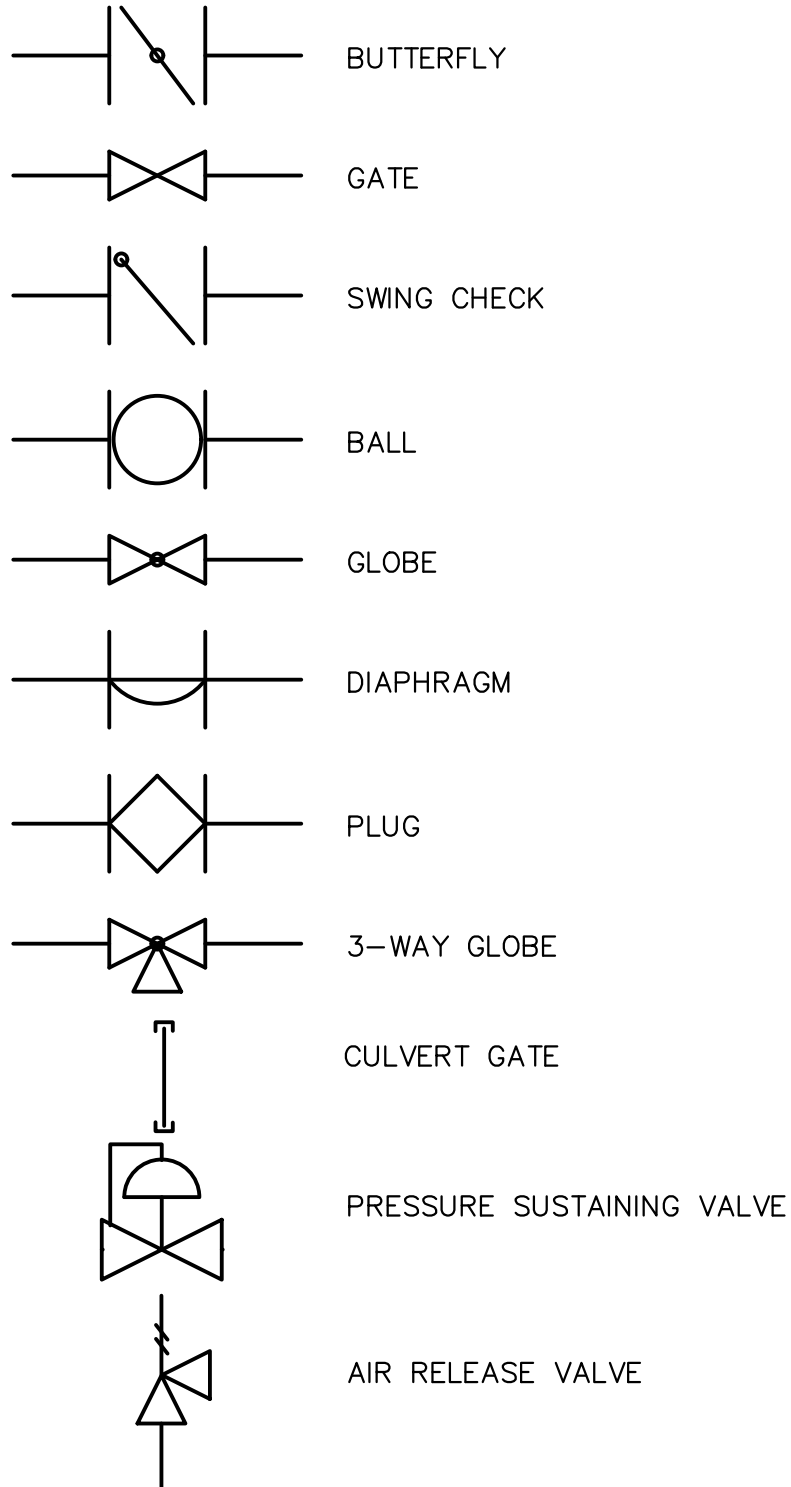 BUTTERFLY
GATE
SWING CHECK
BALL
GLOBE
DIAPHRAGM
PLUG
3-WAY GLOBE
CULVERT GATE
PRESSURE SUSTAINING VALVE
AIR RELEASE VALVE